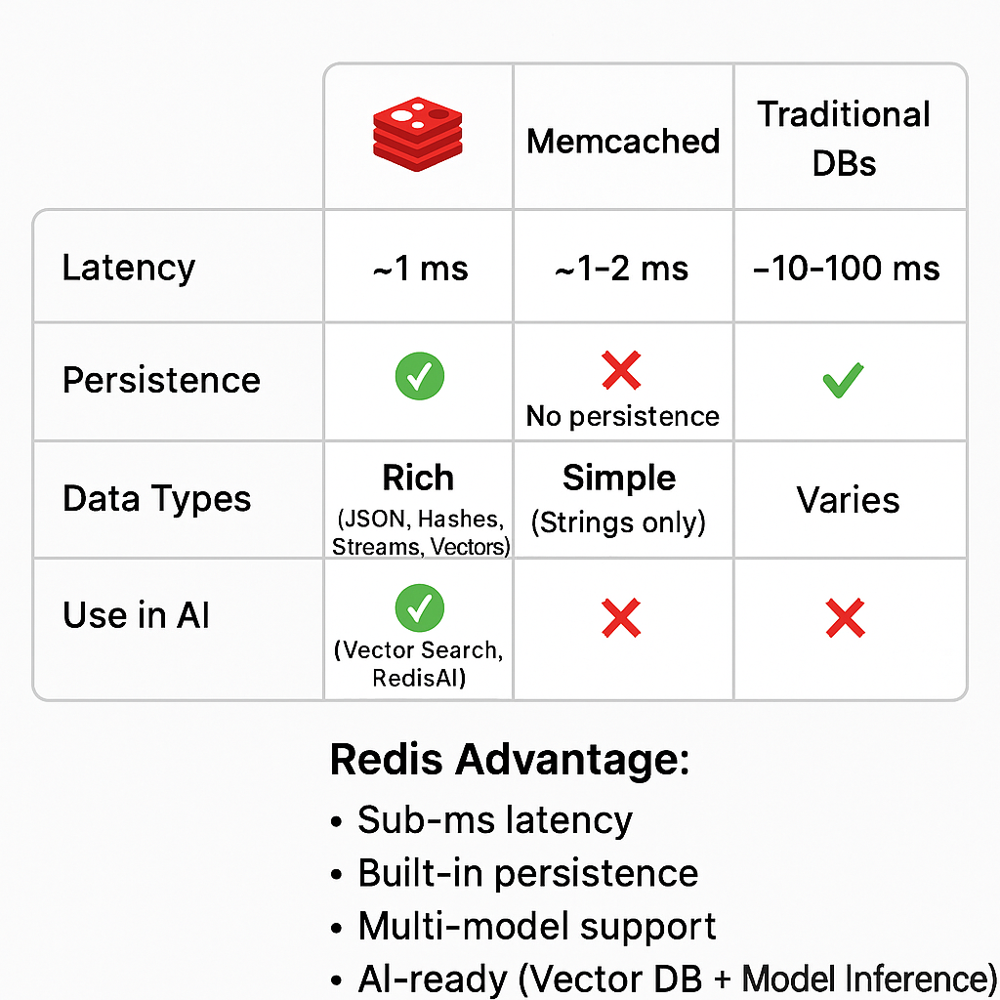 Memcached
Traditional
DBs
Latency
~1 ms
~1-2 ms
-10-100 ms
Persistence
No persistence
Data Types
Rich
(JSON, Hashes,
Streams, Vectors)
Simple
(Strings only)
Varies
Use in AI
(Vector Search,
RedisAI)
Redis Advantage:
• Sub-ms latency
• Built-in persistence
• Multi-model support
• AI-ready (Vector DB + Model Inference)